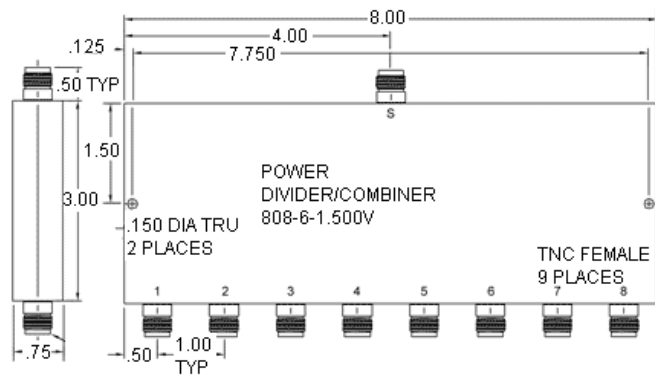 8.00
4.00
.125
7.750
.50 TYP
S
1.50
POWER
DIVIDER/COMBINER
808-6-1.500V
3.00
.150 DIA TRU
2 PLACES
TNC FEMALE
9 PLACES
1 2 3 4 5 6 7 8
.75
.50
1.00
TYP